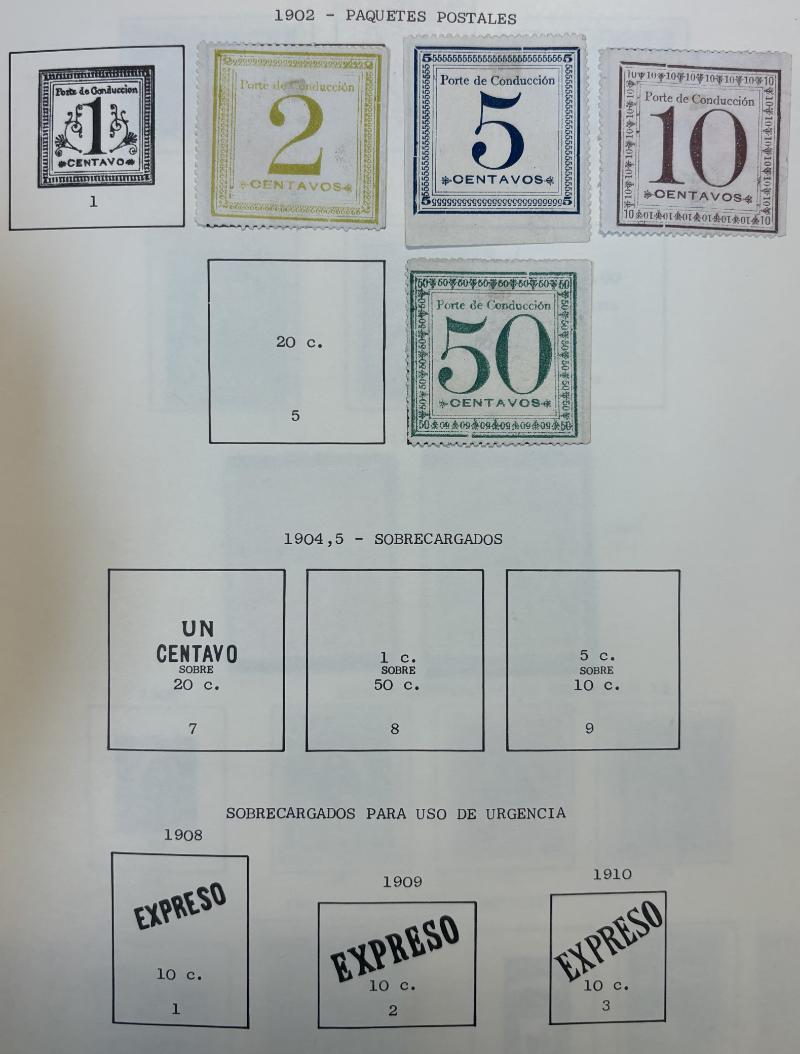 1902 - PAQUETES POSTALES
Porte de Conduccion
1
CENTAVO
1
Porte de Conducción
2
CENTAVOS
Porte de Conducción
5
CENTAVOS
Porte de Conducción
10
CENTAVOS
20 c.
5
Porte de Conducción
50
CENTAVOS
1904,5 - SOBRECARGADOS
UN
CENTAVO
SOBRE
20 c.
7
1 c.
SOBRE
50 c.
8
5 c.
SOBRE
10 c.
9
SOBRECARGADOS PARA USO DE URGENCIA
1908
EXPRESO
10 c.
1
1909
EXPRESO
10 c.
2
1910
EXPRESO
10 c.
3